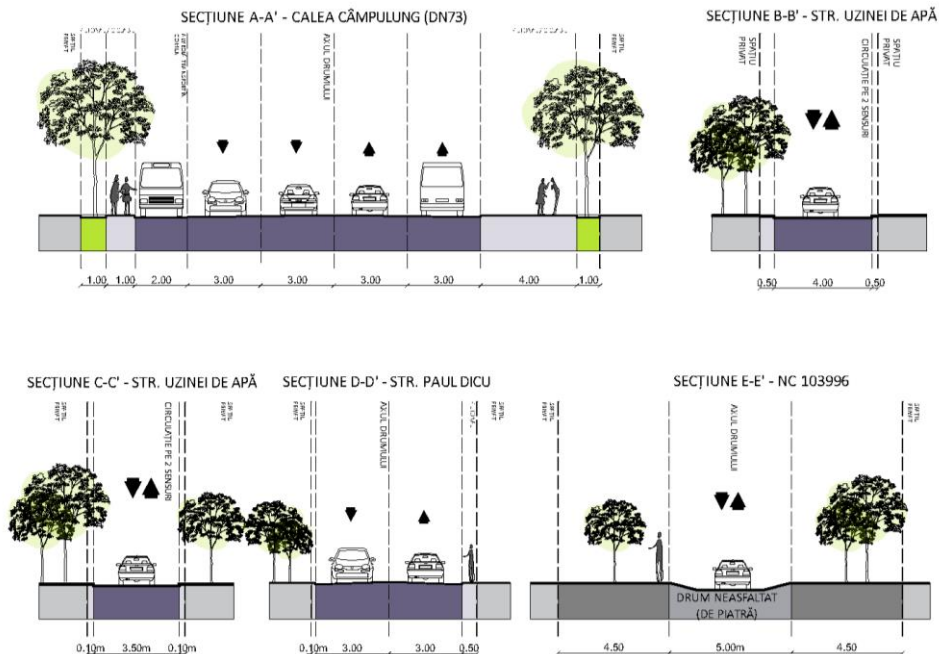 SECȚIUNE A-A' - CALEA CÂMPULUNG (DN73)
AXUL DRUMULUI
1.00 1.00 2.00 3.00 3.00 3.00 3.00 4.00 1.00
SECȚIUNE B-B' - STR. UZINEI DE APĂ
SPAȚIU
PRIVAT
CIRCULAȚIE PE 2 SENSURI
SPAȚIU
PRIVAT
0.50 4.00 0.50
SECȚIUNE C-C' - STR. UZINEI DE APĂ
CIRCULAȚIE PE 2 SENSURI
0.10m 3.50m 0.10m
SECȚIUNE D-D' - STR. PAUL DICU
AXUL DRUMULUI
0.10m 3.00 3.00 0.50
SECȚIUNE E-E' - NC 103996
AXUL DRUMULUI
DRUM NEASFALTAT
(DE PIATRĂ)
4.50 5.00m 4.50